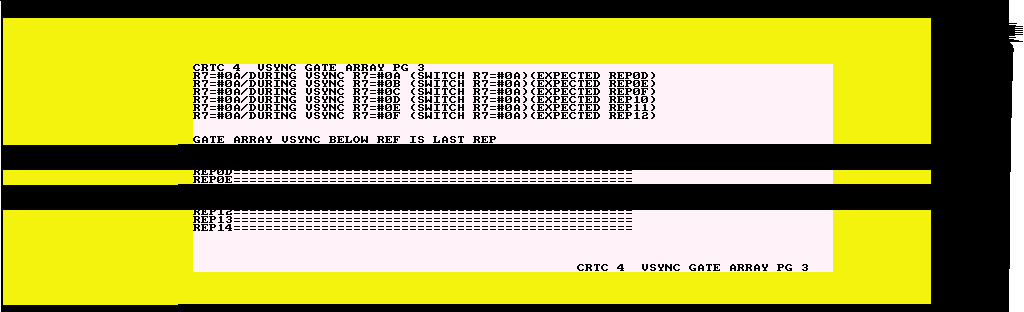 CRTC 4  VSYNC GATE ARRAY PG 3
R7=#0A/DURING VSYNC R7=#0A (SWITCH R7=#0A)(EXPECTED REP0D)
R7=#0A/DURING VSYNC R7=#0B (SWITCH R7=#0A)(EXPECTED REP0E)
R7=#0A/DURING VSYNC R7=#0C (SWITCH R7=#0A)(EXPECTED REP0F)
R7=#0A/DURING VSYNC R7=#0D (SWITCH R7=#0A)(EXPECTED REP10)
R7=#0A/DURING VSYNC R7=#0E (SWITCH R7=#0A)(EXPECTED REP11)
R7=#0A/DURING VSYNC R7=#0F (SWITCH R7=#0A)(EXPECTED REP12)
GATE ARRAY VSYNC BELOW REF IS LAST REP
REP0D==================================================
REP0E==================================================
REP12==================================================
REP13==================================================
REP14==================================================
CRTC 4  VSYNC GATE ARRAY PG 3